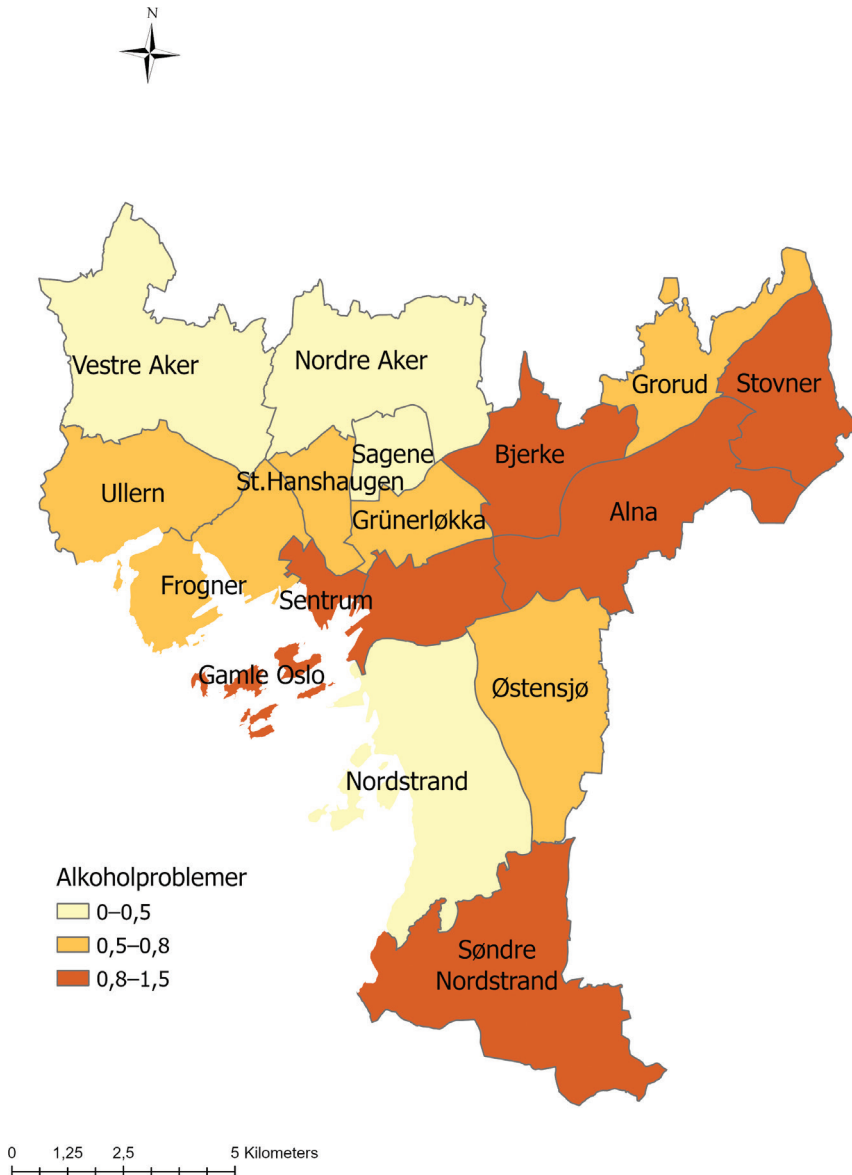 N
Vestre Aker
Nordre Aker
Grorud
Stovner
Sagene
Bjerke
St.Hanshaugen
Ullern
Grünerløkka
Alna
Frogner
Sentrum
Gamle Oslo
Østensjø
Nordstrand
Alkoholproblemer
0–0,5
0,5–0,8
0,8–1,5
Søndre
Nordstrand
0 1,25 2,5 5 Kilometers